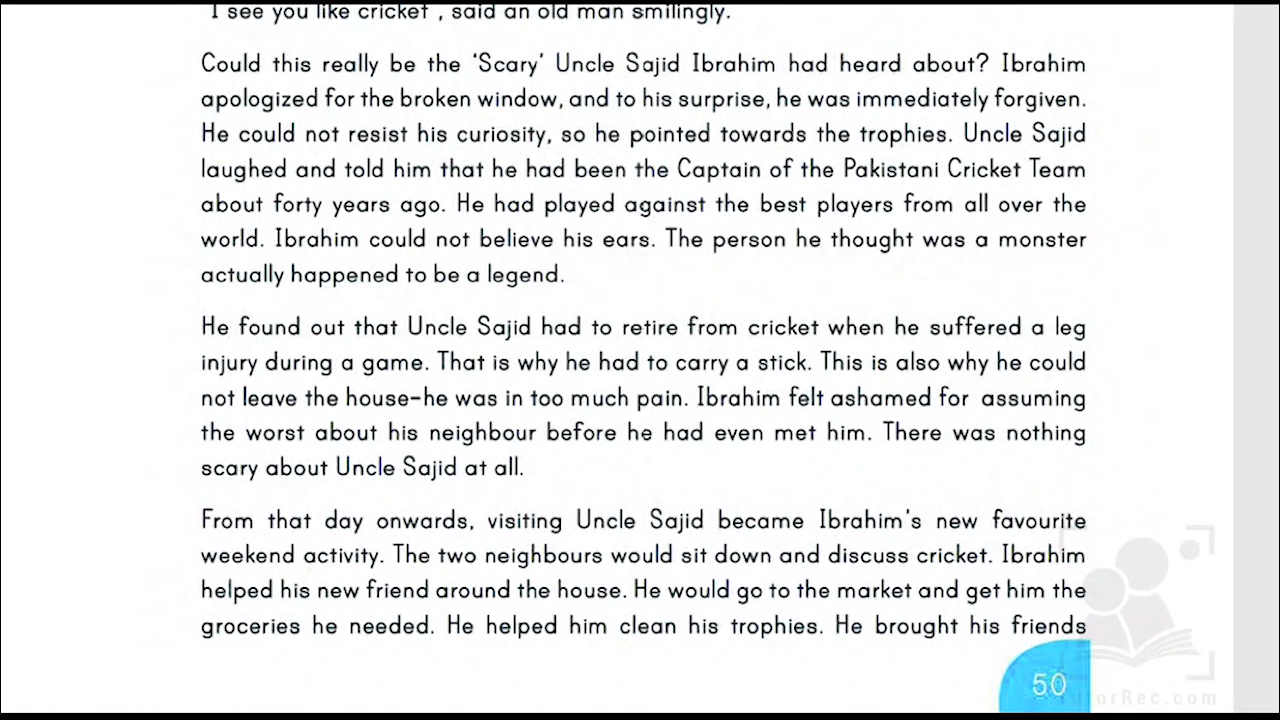 I see you like cricket', said an old man smilingly.
Could this really be the 'Scary' Uncle Sajid Ibrahim had heard about? Ibrahim
apologized for the broken window, and to his surprise, he was immediately forgiven.
He could not resist his curiosity, so he pointed towards the trophies. Uncle Sajid
laughed and told him that he had been the Captain of the Pakistani Cricket Team
about forty years ago. He had played against the best players from all over the
world. Ibrahim could not believe his ears. The person he thought was a monster
actually happened to be a legend.
He found out that Uncle Sajid had to retire from cricket when he suffered a leg
injury during a game. That is why he had to carry a stick. This is also why he could
not leave the house-he was in too much pain. Ibrahim felt ashamed for assuming
the worst about his neighbour before he had even met him. There was nothing
scary about Uncle Sajid at all.
From that day onwards, visiting Uncle Sajid became Ibrahim's new favourite
weekend activity. The two neighbours would sit down and discuss cricket. Ibrahim
helped his new friend around the house. He would go to the market and get him the
groceries he needed. He helped him clean his trophies. He brought his friends
50